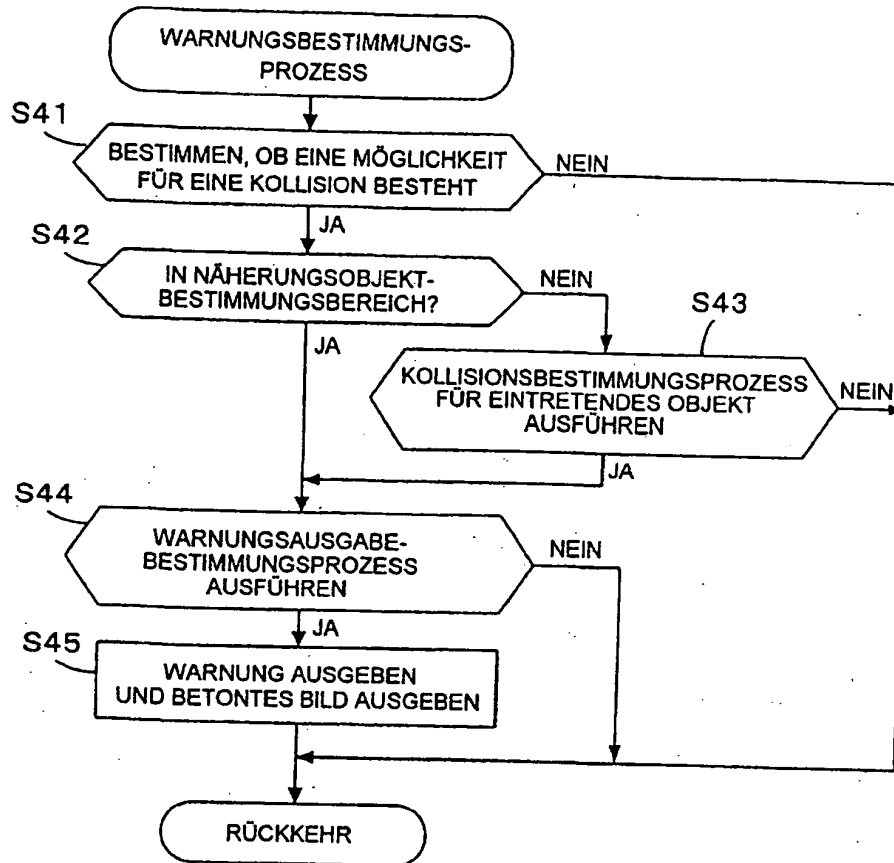 WARNUNGSBESTIMMUNGS-
PROZESS
S41
BESTIMMEN, OB EINE MÖGLICHKEIT
FÜR EINE KOLLISION BESTEHT
NEIN
JA
S42
IN NÄHERUNGSOBJEKT-
BESTIMMUNGSBEREICH?
NEIN
JA
S43
KOLLISIONSBESTIMMUNGSPROZESS
FÜR EINTRETENDES OBJEKT
AUSFÜHREN
NEIN
JA
S44
WARNUNGSAUSGABE-
BESTIMMUNGSPROZESS
AUSFÜHREN
NEIN
JA
S45
WARNUNG AUSGEBEN
UND BETONTES BILD AUSGEBEN
RÜCKKEHR